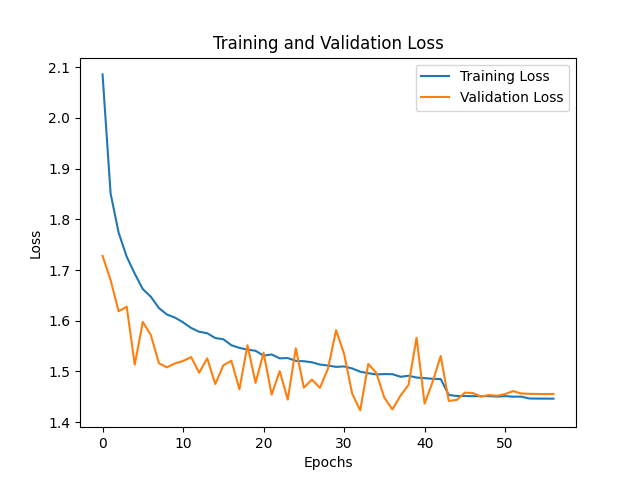 Training and Validation Loss
Training Loss
Validation Loss
Loss
2.1
2.0
1.9
1.8
1.7
1.6
1.5
1.4
0 10 20 30 40 50
Epochs